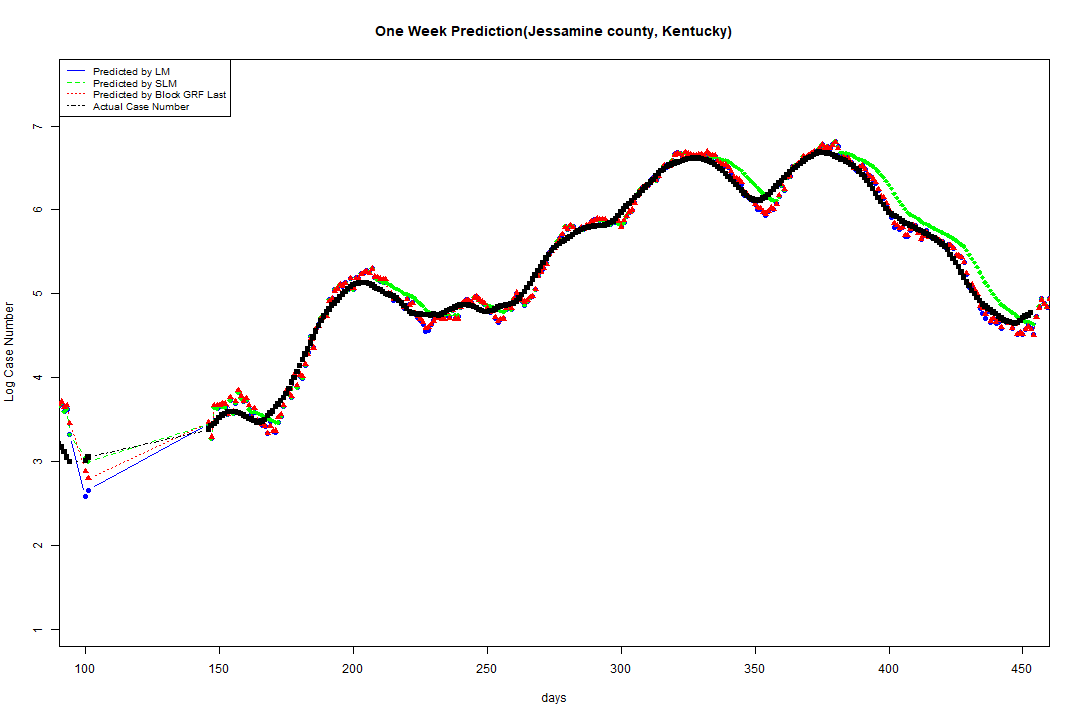 One Week Prediction(Jessamine county, Kentucky)
Predicted by LM
Predicted by SLM
Predicted by Block GRF Last
Actual Case Number
7
6
5
4
3
2
1
Log Case Number
100 150 200 250 300 350 400 450
days